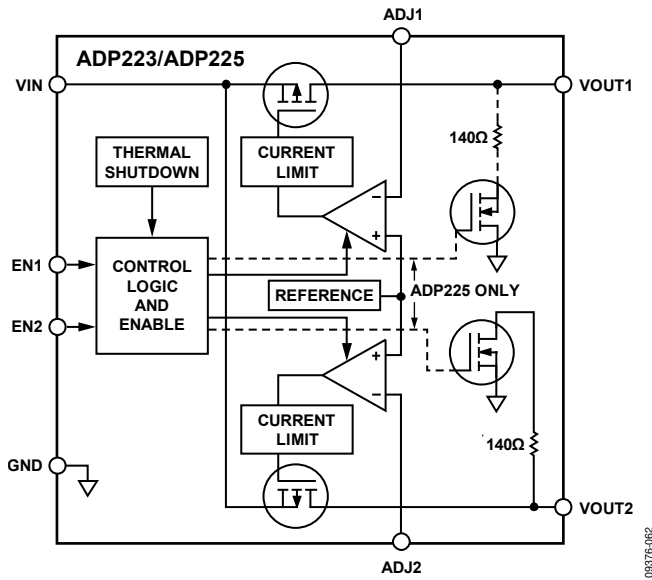 ADJ1
ADP223/ADP225
VIN
VOUT1
140Ω
THERMAL
SHUTDOWN
CURRENT
LIMIT
−
+
EN1
CONTROL
LOGIC
AND
ENABLE
REFERENCE
ADP225 ONLY
EN2
+
−
CURRENT
LIMIT
140Ω
GND
VOUT2
ADJ2
09376-062